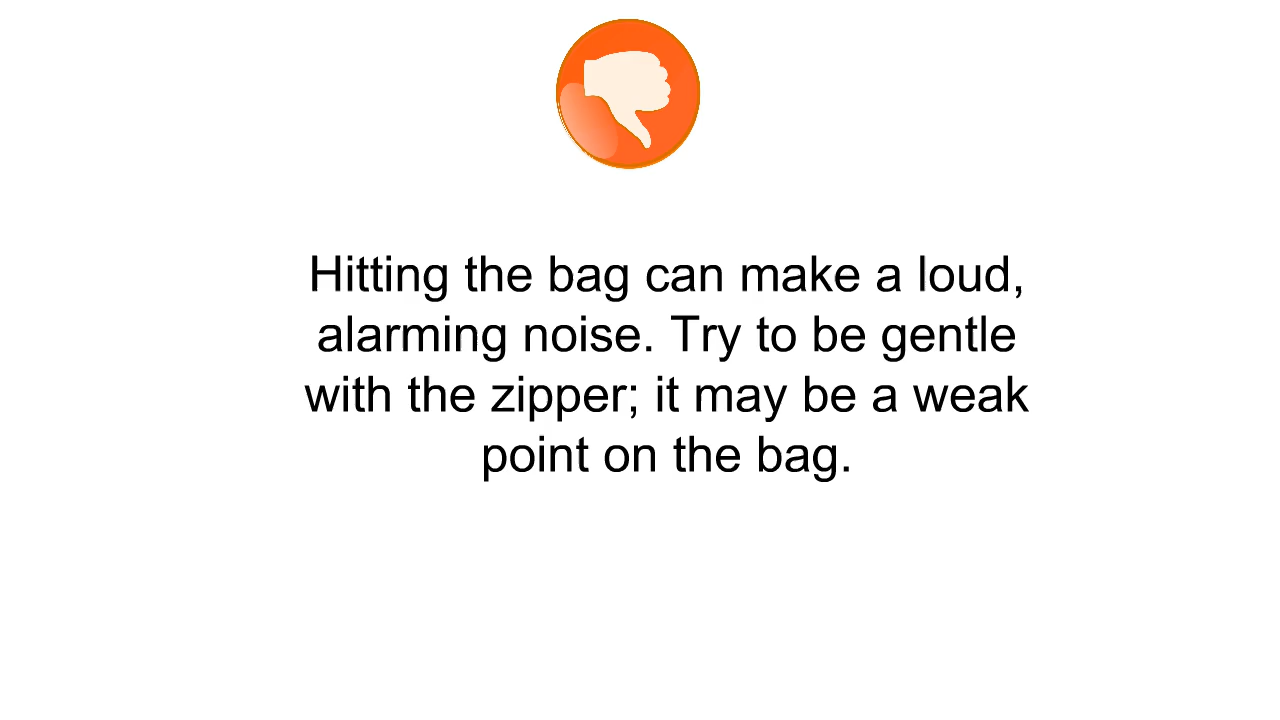 Hitting the bag can make a loud,
alarming noise. Try to be gentle
with the zipper; it may be a weak
point on the bag.